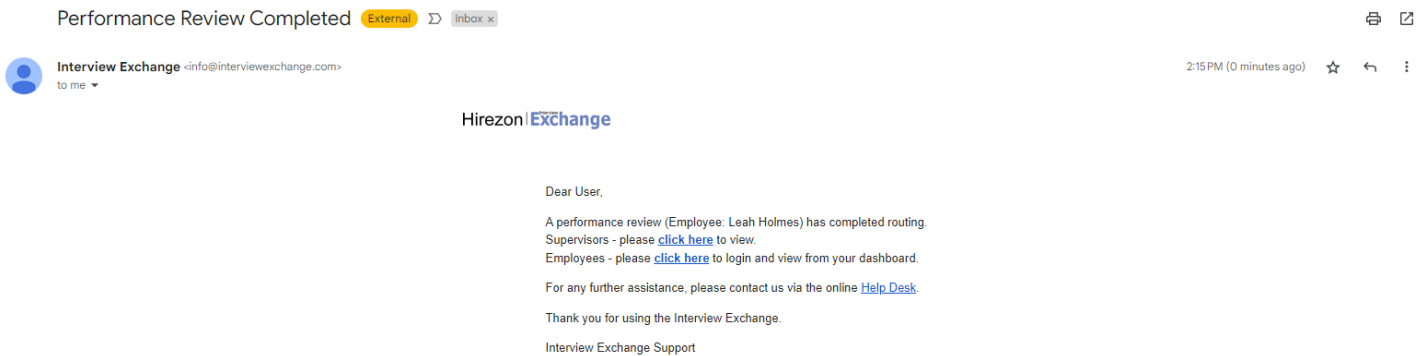 Performance Review Completed External Inbox x
Interview Exchange <info@interviewexchange.com> 2:15 PM (0 minutes ago)
to me
Hirezon Exchange
Dear User,
A performance review (Employee: Leah Holmes) has completed routing.
Supervisors - please click here to view.
Employees - please click here to login and view from your dashboard.
For any further assistance, please contact us via the online Help Desk.
Thank you for using the Interview Exchange.
Interview Exchange Support